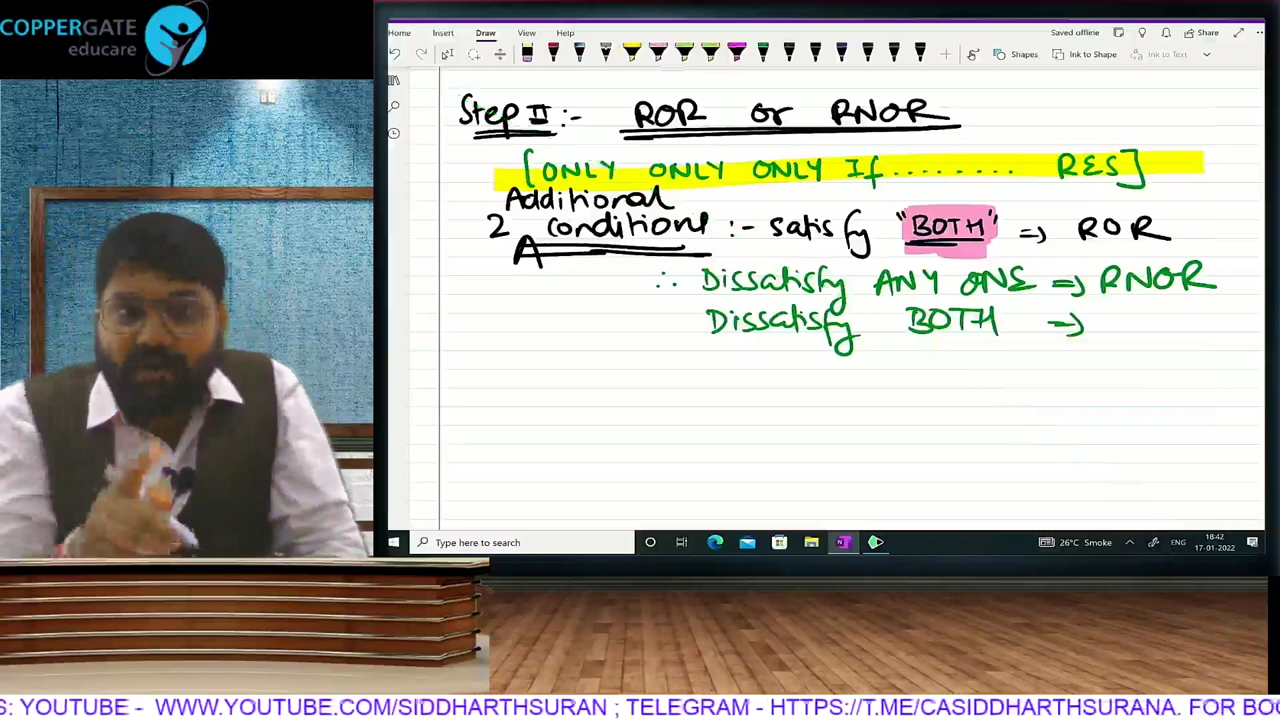 COPPERGATE
educare
Home Insert Draw View Help
Saved offline
Share
Shapes
Ink to Shape
Ink to Text
Step II :- ROR or RNOR
[ONLY ONLY ONLY If ........ RES]
Additional
2 conditions :- satisfy "BOTH" => ROR
∴ Dissatisfy ANY ONE => RNOR
Dissatisfy BOTH =>
Type here to search
26°C Smoke
ENG
18:42
17-01-2022
S: YOUTUBE - WWW.YOUTUBE.COM/SIDDHARTHSURAN ; TELEGRAM - HTTPS://T.ME/CASIDDHARTHSURANA. FOR BO